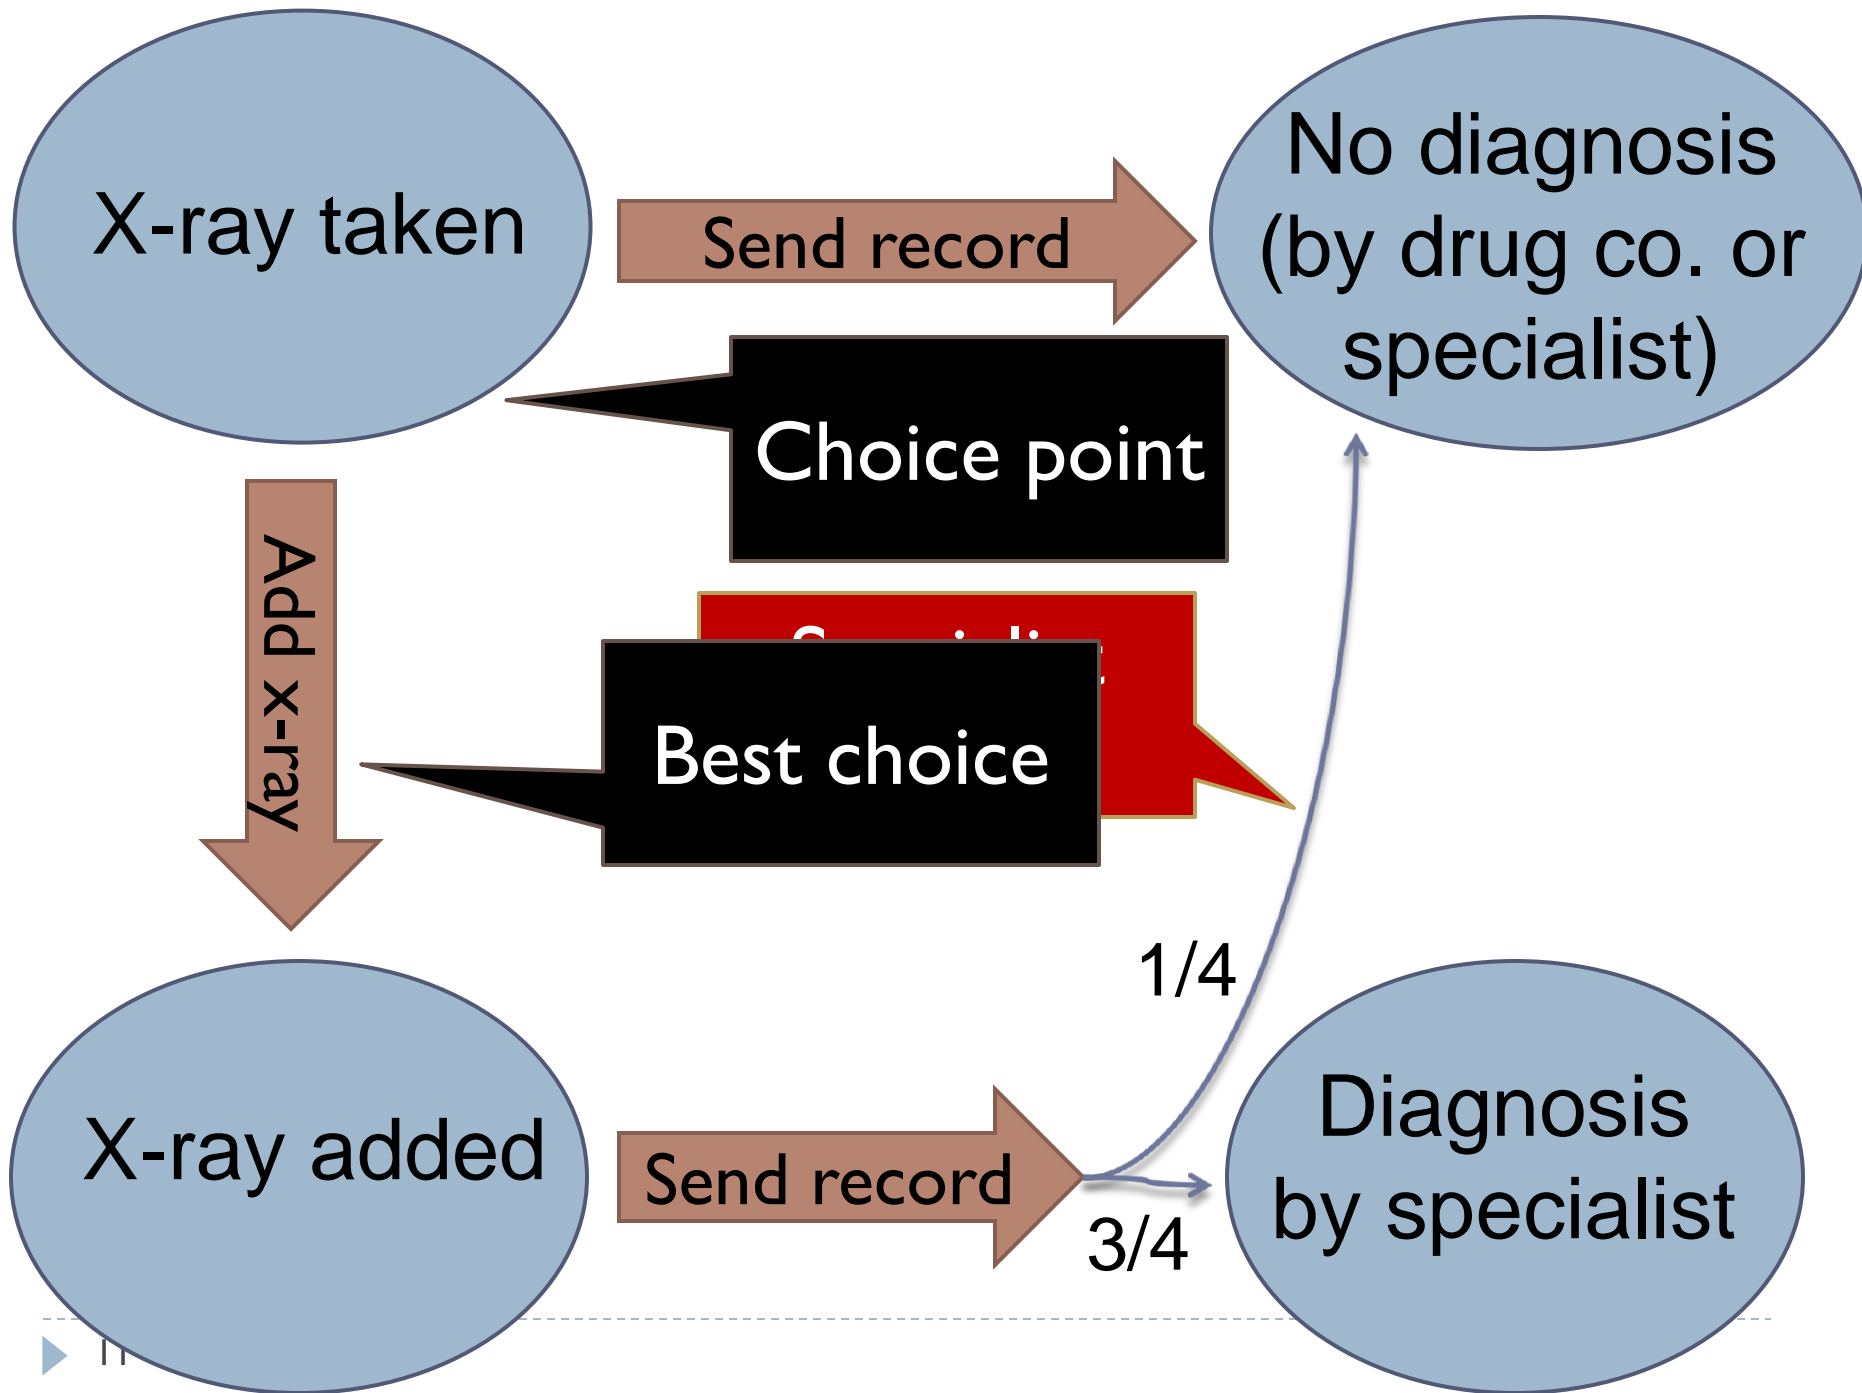 X-ray taken
Send record
No diagnosis
(by drug co. or
specialist)
Choice point
Add x-ray
Best choice
1/4
X-ray added
Send record
3/4
Diagnosis
by specialist